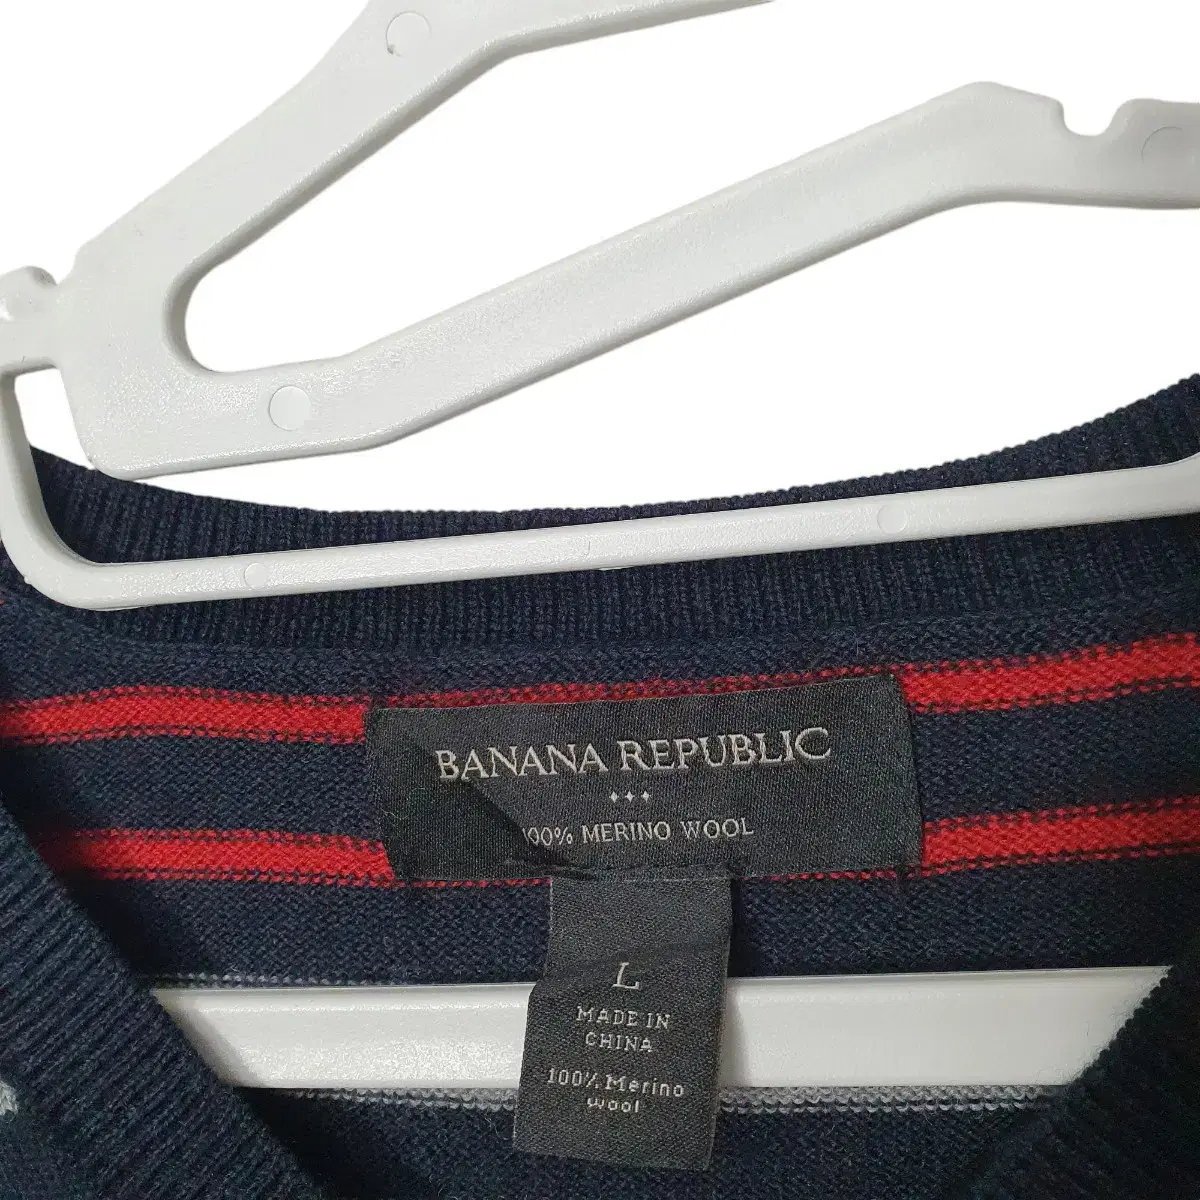 BANANA REPUBLIC
100% MERINO WOOL
L
MADE IN
CHINA
100% Merino
wool